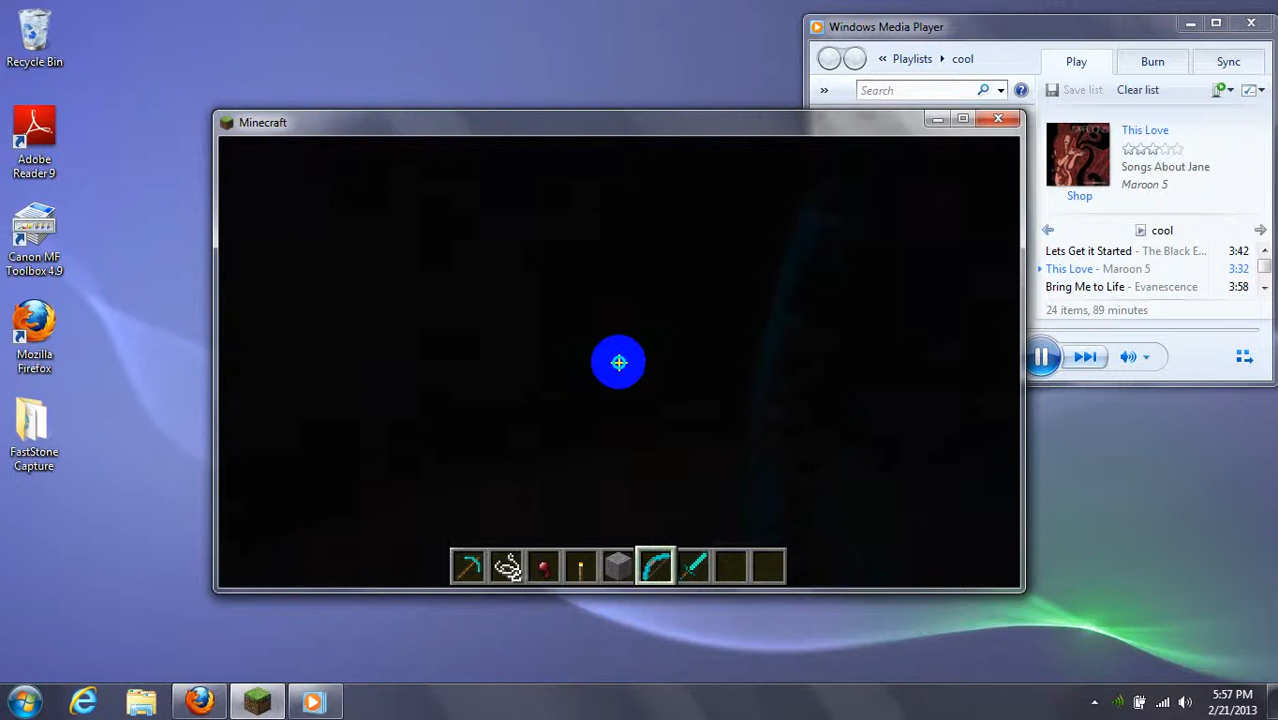 Recycle Bin
Adobe
Reader 9
Canon MF
Toolbox 4.9
Mozilla
Firefox
FastStone
Capture
Minecraft
2
Windows Media Player
« Playlists cool
Play
Burn
Sync
»
Search
Save list
Clear list
This Love
Songs About Jane
Maroon 5
Shop
cool
Lets Get it Started - The Black E... 3:42
This Love - Maroon 5 3:32
Bring Me to Life - Evanescence 3:58
24 items, 89 minutes
5:57 PM
2/21/2013